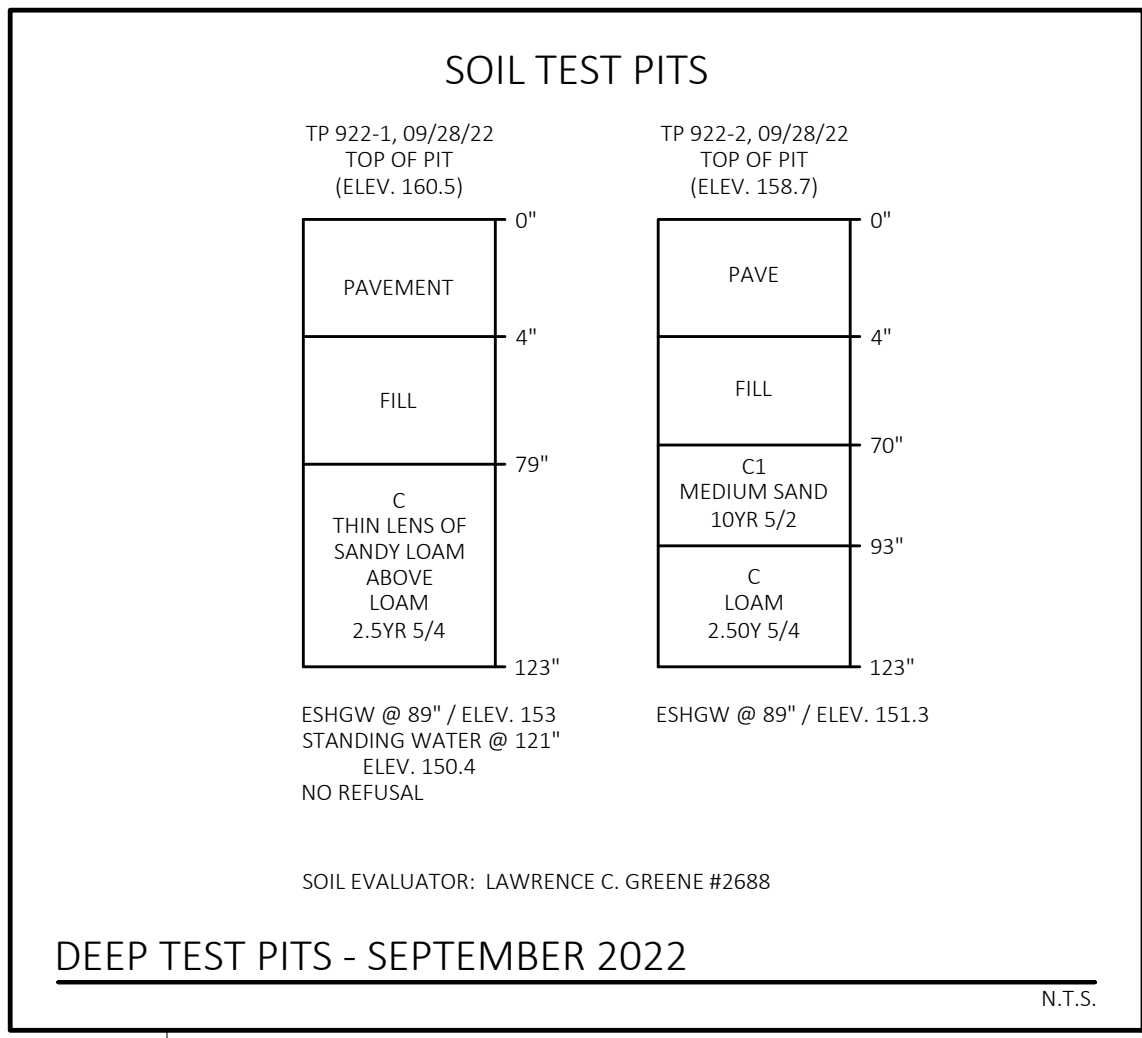 SOIL TEST PITS
TP 922-1, 09/28/22
TOP OF PIT
(ELEV. 160.5)
0"
PAVEMENT
4"
FILL
79"
C
THIN LENS OF
SANDY LOAM
ABOVE
LOAM
2.5YR 5/4
123"
ESHGW @ 89" / ELEV. 153
STANDING WATER @ 121"
ELEV. 150.4
NO REFUSAL
TP 922-2, 09/28/22
TOP OF PIT
(ELEV. 158.7)
0"
PAVE
4"
FILL
70"
C1
MEDIUM SAND
10YR 5/2
93"
C
LOAM
2.50Y 5/4
123"
ESHGW @ 89" / ELEV. 151.3
SOIL EVALUATOR: LAWRENCE C. GREENE #2688
DEEP TEST PITS - SEPTEMBER 2022
N.T.S.